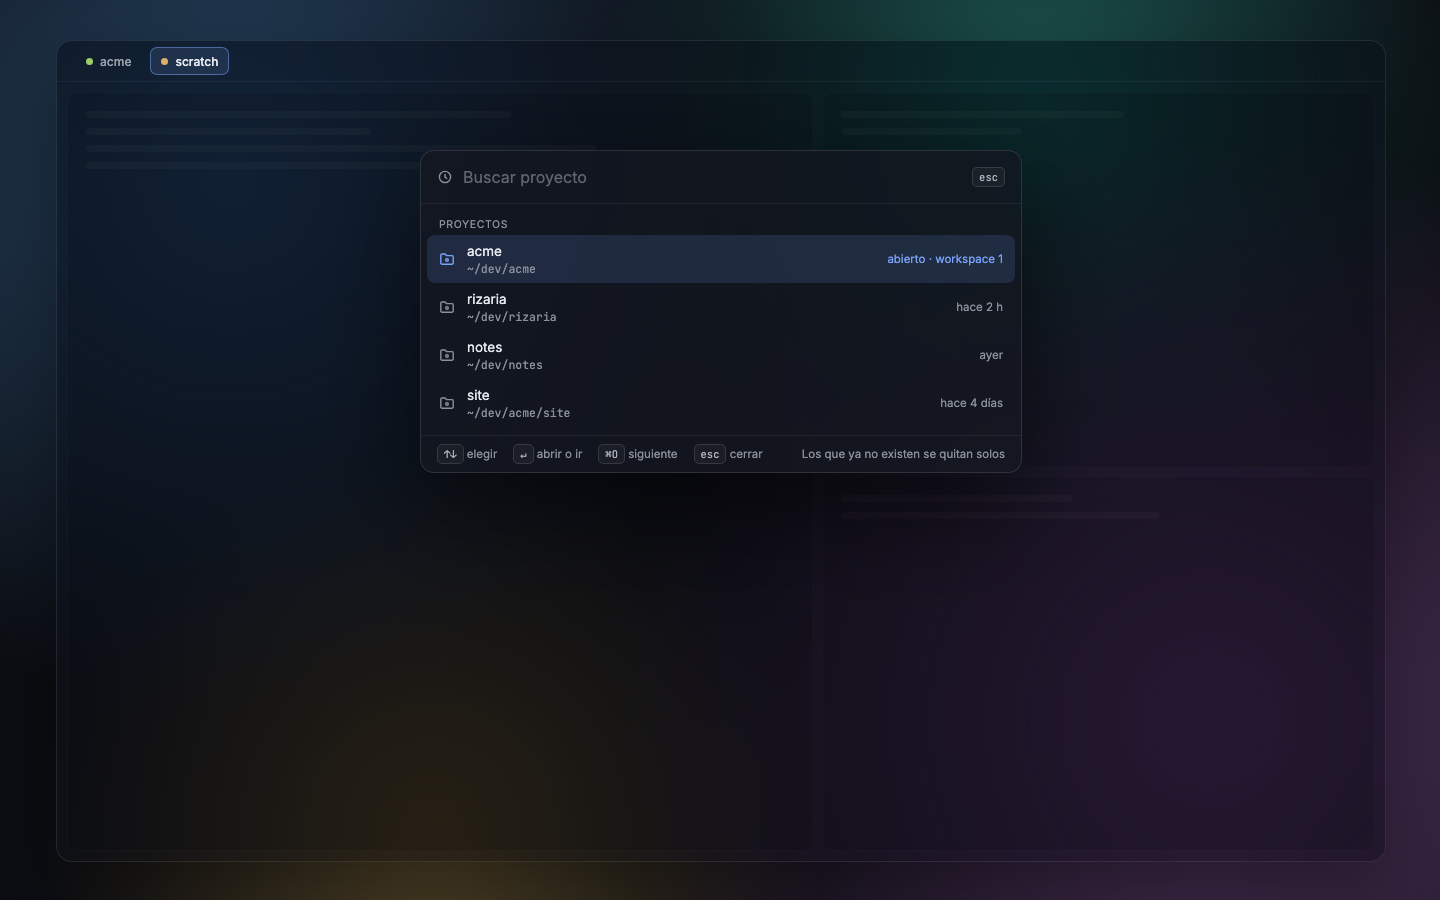 acme
scratch
Buscar proyecto
esc
PROYECTOS
acme
abierto · workspace 1
~/dev/acme
rizaria
hace 2 h
~/dev/rizaria
notes
ayer
~/dev/notes
site
hace 4 días
~/dev/acme/site
↑↓ elegir ↵ abrir o ir ⌘O siguiente esc cerrar Los que ya no existen se quitan solos